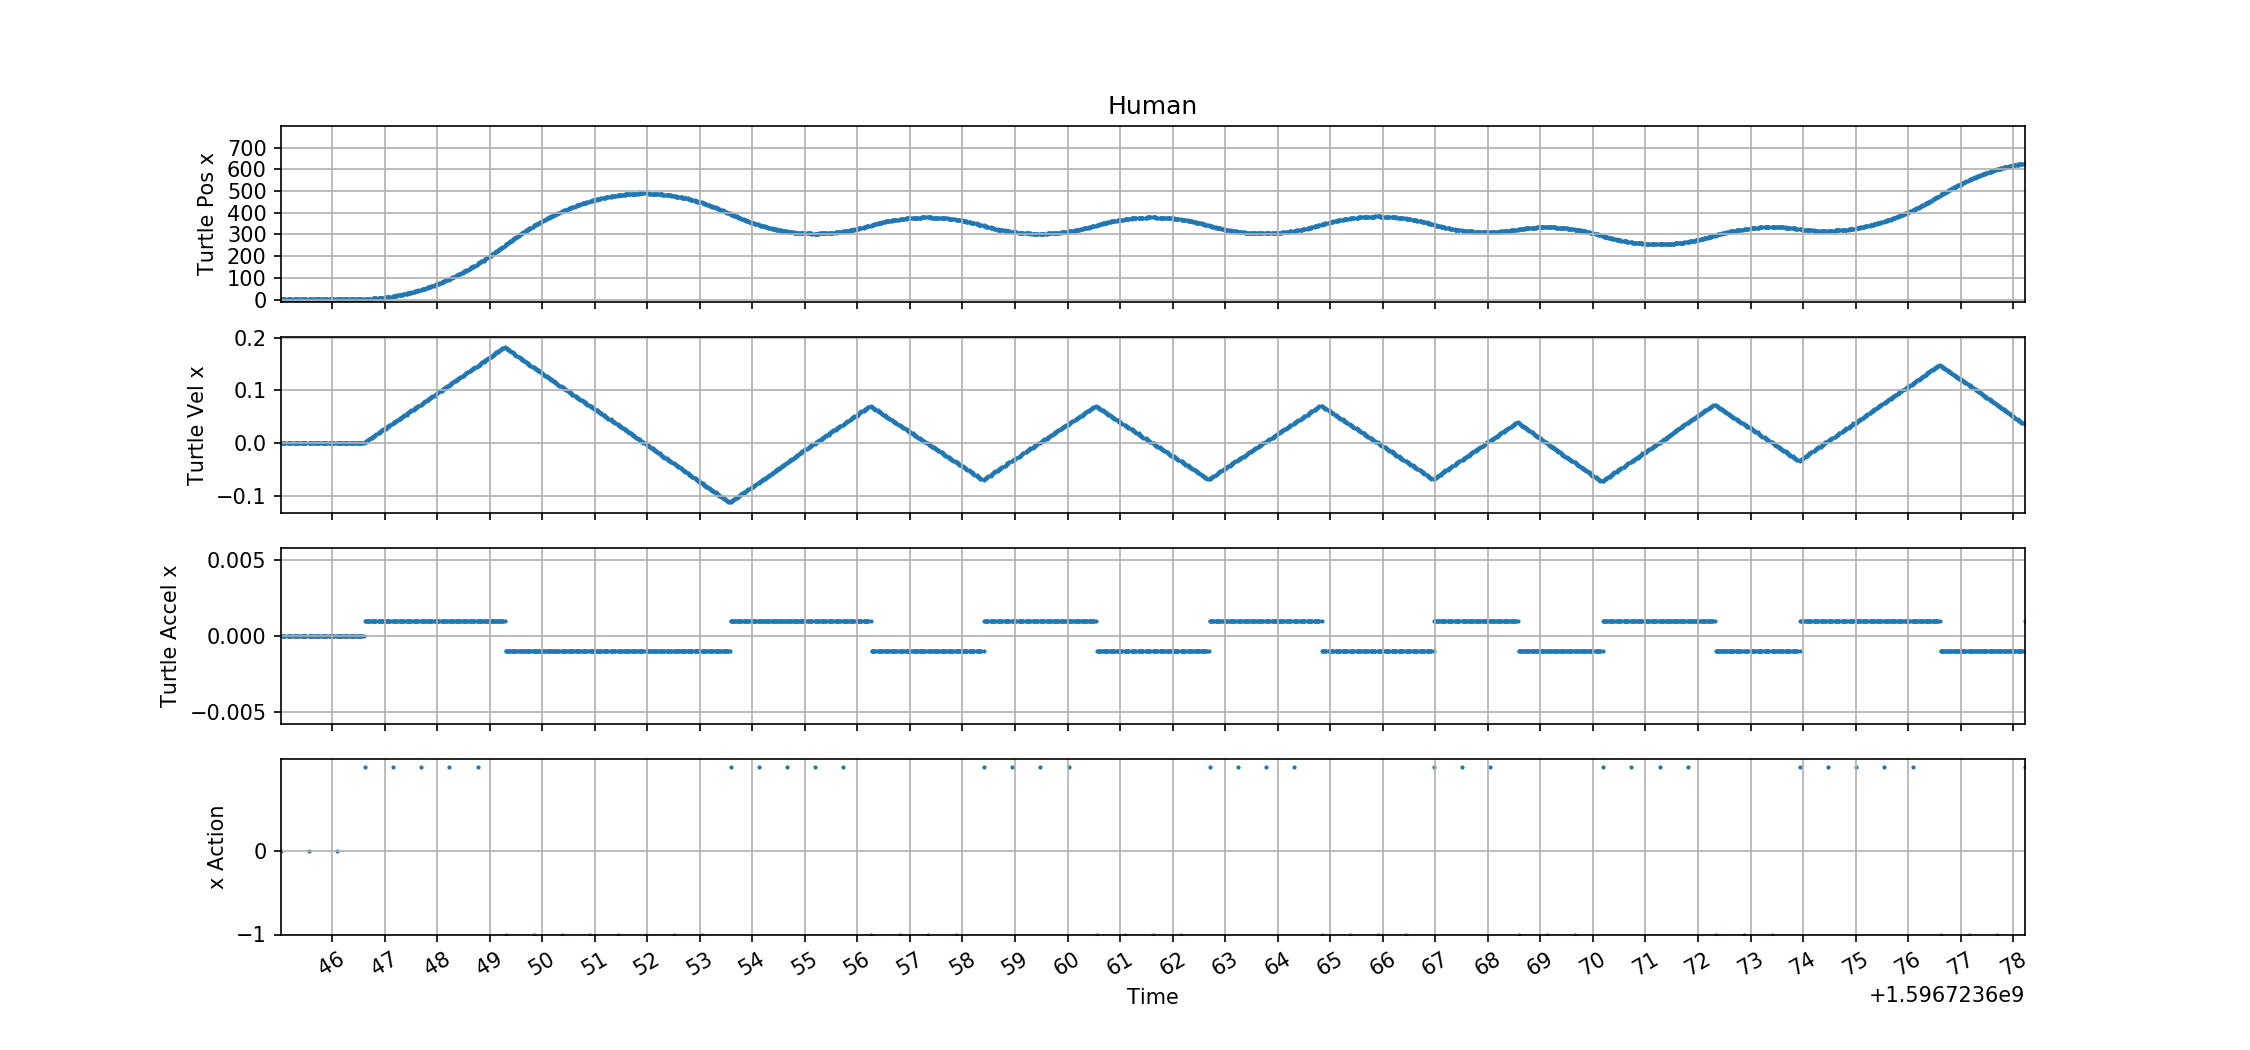 Human
Turtle Pos x
700
600
500
400
300
200
100
0
Turtle Vel x
0.2
0.1
0.0
−0.1
Turtle Accel x
0.005
0.000
−0.005
x Action
0
−1
46 47 48 49 50 51 52 53 54 55 56 57 58 59 60 61 62 63 64 65 66 67 68 69 70 71 72 73 74 75 76 77 78
Time
+1.5967236e9